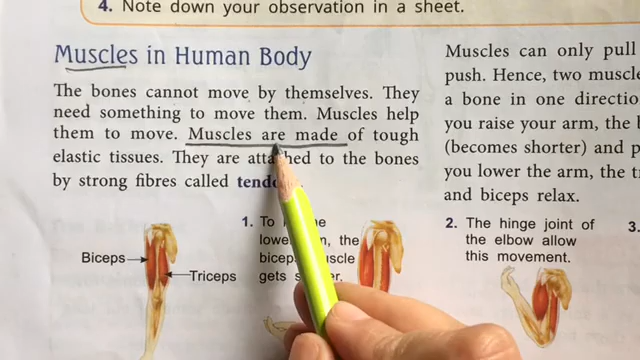 4. Note down your observation in a sheet.
Muscles in Human Body
The bones cannot move by themselves. They
need something to move them. Muscles help
them to move. Muscles are made of tough
elastic tissues. They are attached to the bones
by strong fibres called
Biceps
Triceps
1. To the
the
muscle
gets
Muscles can only pull
push. Hence, two
a bone in one
you raise your arm, the
(becomes shorter) and
you lower the arm, the
and biceps relax.
2. The hinge joint of
the elbow allow
this movement.
3.